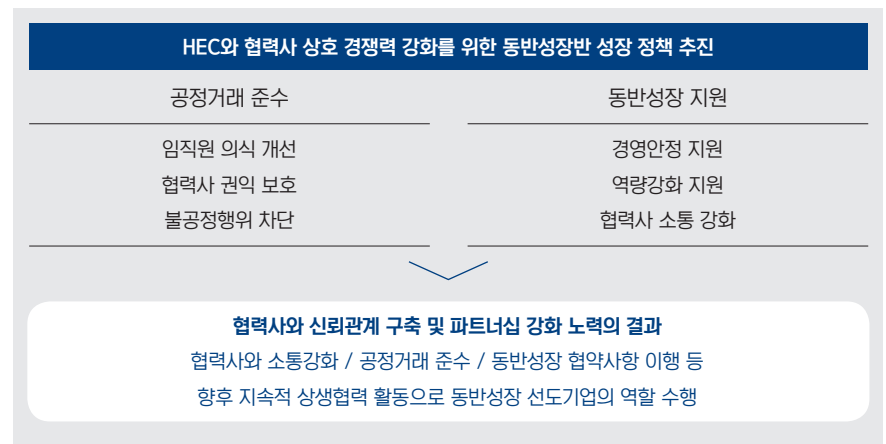 HEC와 협력사 상호 경쟁력 강화를 위한 동반성장반 성장 정책 추진
공정거래 준수
임직원 의식 개선
협력사 권익 보호
불공정행위 차단
동반성장 지원
경영안정 지원
역량강화 지원
협력사 소통 강화
협력사와 신뢰관계 구축 및 파트너십 강화 노력의 결과
협력사와 소통강화 / 공정거래 준수 / 동반성장 협약사항 이행 등
향후 지속적 상생협력 활동으로 동반성장 선도기업의 역할 수행